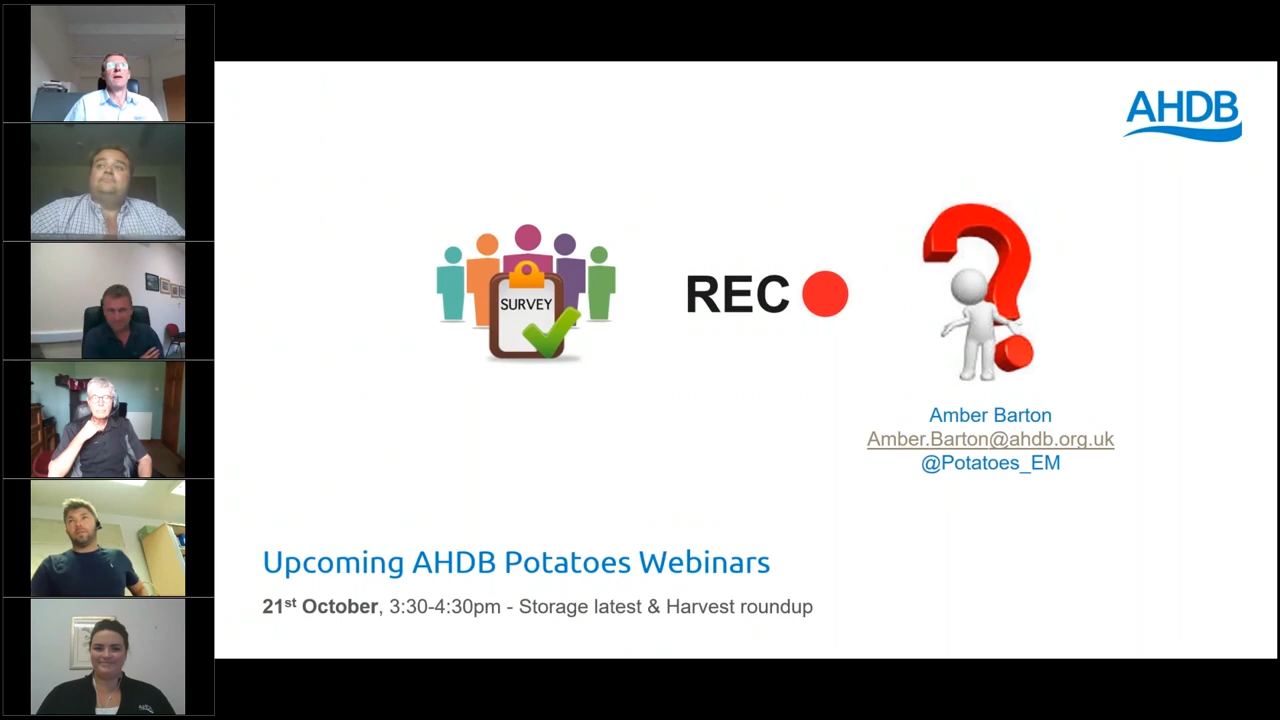 AHDB
SURVEY
REC
Amber Barton
Amber.Barton@ahdb.org.uk
@Potatoes_EM
Upcoming AHDB Potatoes Webinars
21st October, 3:30-4:30pm - Storage latest & Harvest roundup